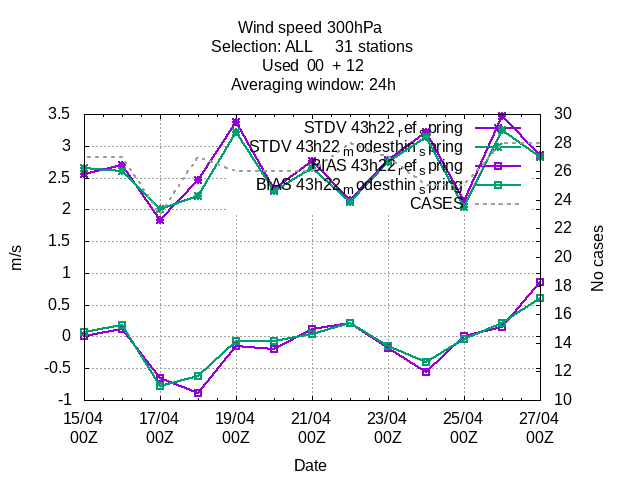 Wind speed 300hPa
Selection: ALL 31 stations
Used 00 + 12
Averaging window: 24h
3.5
3
2.5
2
1.5
1
0.5
0
-0.5
-1
m/s
STDV 43h22_ref_spring
STDV 43h22_modesthin_spring
BIAS 43h22_ref_spring
BIAS 43h22_modesthin_spring
CASES
30
28
26
24
22
20
18
16
14
12
10
No cases
15/04 17/04 19/04 21/04 23/04 25/04 27/04
00Z 00Z 00Z 00Z 00Z 00Z 00Z
Date